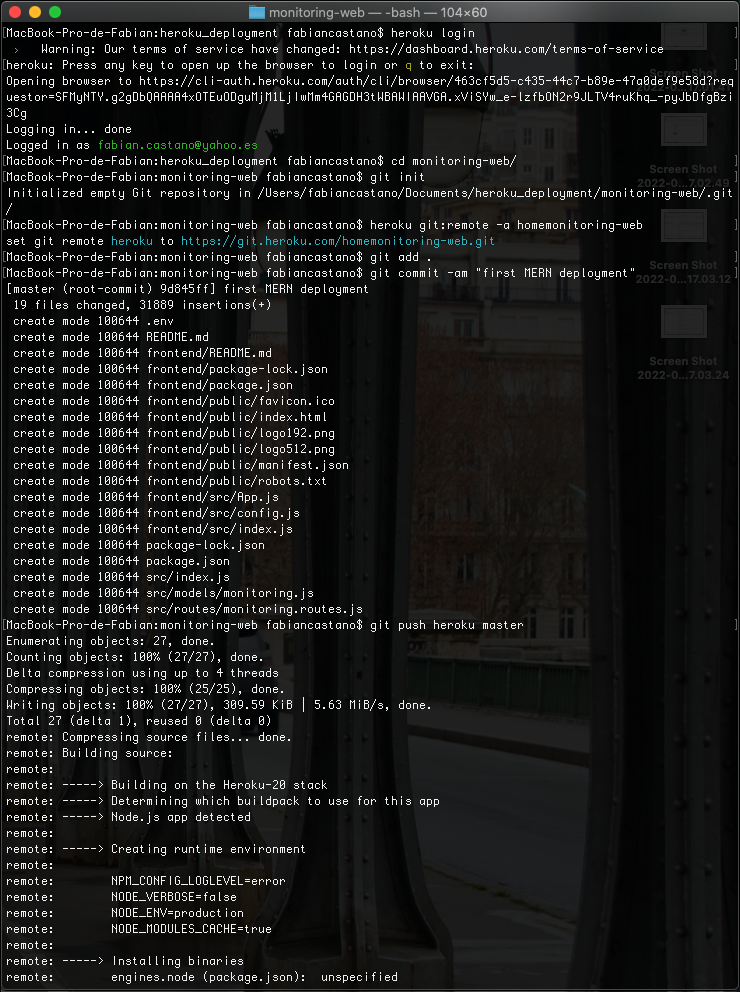 monitoring-web — -bash — 104×60
[MacBook-Pro-de-Fabian:heroku_deployment fabiancastano$ heroku login ]
 ›   Warning: Our terms of service have changed: https://dashboard.heroku.com/terms-of-service
[heroku: Press any key to open up the browser to login or q to exit: ]
Opening browser to https://cli-auth.heroku.com/auth/cli/browser/463cf5d5-c435-44c7-b89e-47a0def9e58d?req
uestor=SFMyNTY.g2gDbQAAAA4xOTEuODguMjM1LjIwMm4GAGDH3tWBAWIAAVGA.xViSYw_e-lzfbON2r9JLTV4ruKhq_-pyJbDfgBzi
3Cg
Logging in... done
Logged in as fabian.castano@yahoo.es
[MacBook-Pro-de-Fabian:heroku_deployment fabiancastano$ cd monitoring-web/ ]
[MacBook-Pro-de-Fabian:monitoring-web fabiancastano$ git init ]
Initialized empty Git repository in /Users/fabiancastano/Documents/heroku_deployment/monitoring-web/.git
/
[MacBook-Pro-de-Fabian:monitoring-web fabiancastano$ heroku git:remote -a homemonitoring-web ]
set git remote heroku to https://git.heroku.com/homemonitoring-web.git
[MacBook-Pro-de-Fabian:monitoring-web fabiancastano$ git add . ]
[MacBook-Pro-de-Fabian:monitoring-web fabiancastano$ git commit -am "first MERN deployment" ]
[master (root-commit) 9d845ff] first MERN deployment
 19 files changed, 31889 insertions(+)
 create mode 100644 .env
 create mode 100644 README.md
 create mode 100644 frontend/README.md
 create mode 100644 frontend/package-lock.json
 create mode 100644 frontend/package.json
 create mode 100644 frontend/public/favicon.ico
 create mode 100644 frontend/public/index.html
 create mode 100644 frontend/public/logo192.png
 create mode 100644 frontend/public/logo512.png
 create mode 100644 frontend/public/manifest.json
 create mode 100644 frontend/public/robots.txt
 create mode 100644 frontend/src/App.js
 create mode 100644 frontend/src/config.js
 create mode 100644 frontend/src/index.js
 create mode 100644 package-lock.json
 create mode 100644 package.json
 create mode 100644 src/index.js
 create mode 100644 src/models/monitoring.js
 create mode 100644 src/routes/monitoring.routes.js
[MacBook-Pro-de-Fabian:monitoring-web fabiancastano$ git push heroku master ]
Enumerating objects: 27, done.
Counting objects: 100% (27/27), done.
Delta compression using up to 4 threads
Compressing objects: 100% (25/25), done.
Writing objects: 100% (27/27), 309.59 KiB | 5.63 MiB/s, done.
Total 27 (delta 1), reused 0 (delta 0)
remote: Compressing source files... done.
remote: Building source:
remote:
remote: -----> Building on the Heroku-20 stack
remote: -----> Determining which buildpack to use for this app
remote: -----> Node.js app detected
remote:
remote: -----> Creating runtime environment
remote:
remote:        NPM_CONFIG_LOGLEVEL=error
remote:        NODE_VERBOSE=false
remote:        NODE_ENV=production
remote:        NODE_MODULES_CACHE=true
remote:
remote: -----> Installing binaries
remote:        engines.node (package.json):  unspecified
Screen Shot
Screen Shot
2022-0...7.02.49
Screen Shot
2022-0...17.03.12
Screen Shot
2022-0...7.03.24